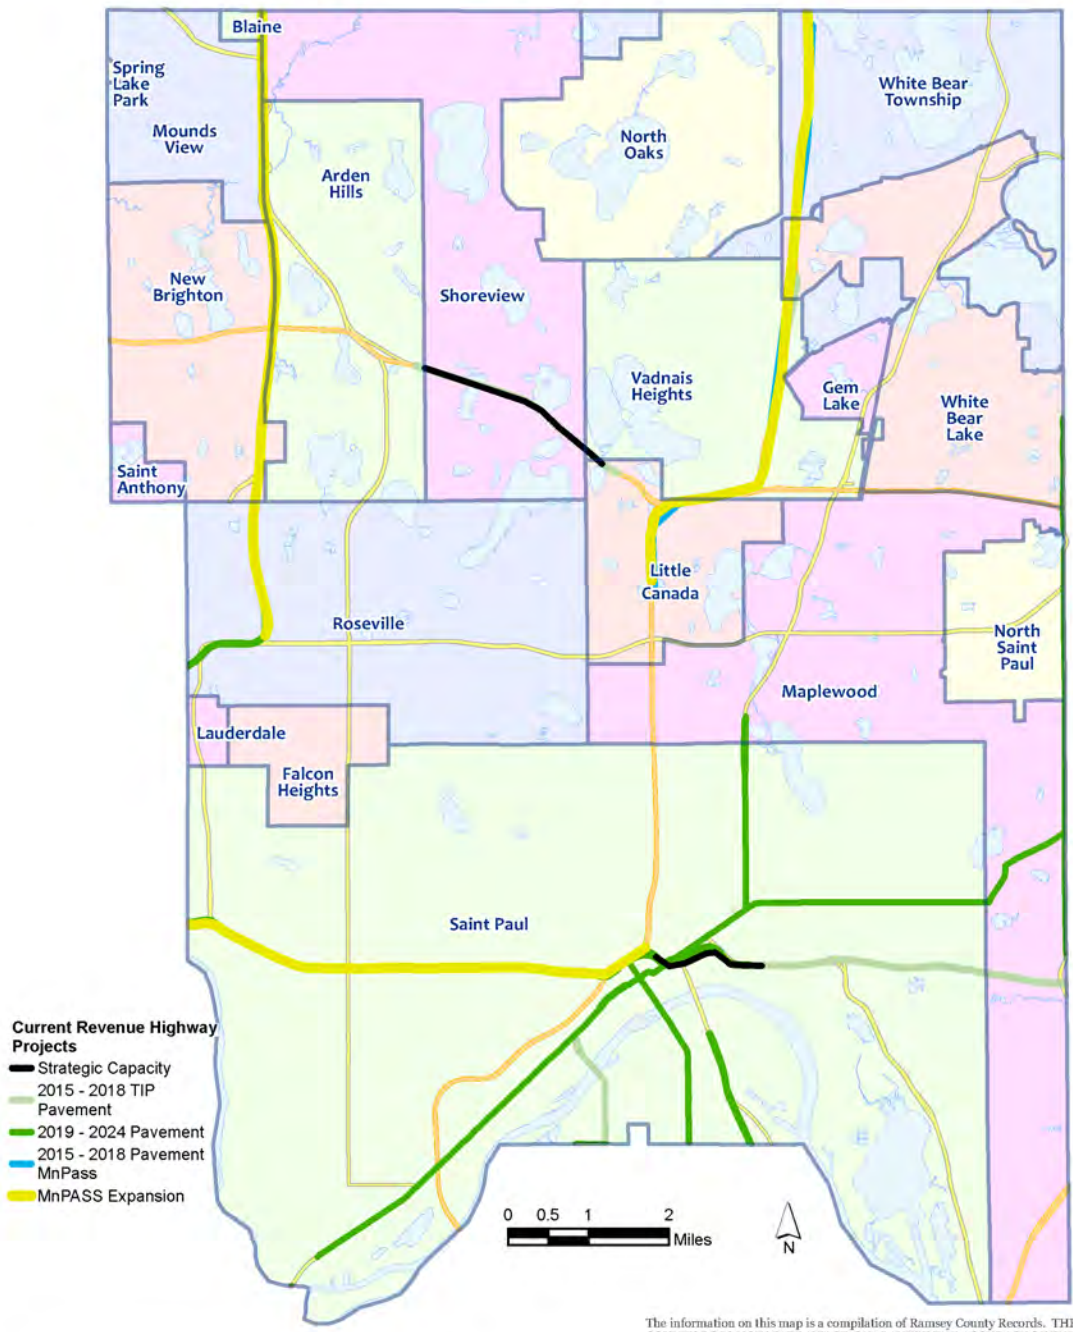 Blaine
Spring
Lake
Park
White Bear
Township
Mounds
View
North
Oaks
Arden
Hills
New
Brighton
Shoreview
Vadnais
Heights
Gem
Lake
White
Bear
Lake
Saint
Anthony
Little
Canada
Roseville
North
Saint
Paul
Maplewood
Lauderdale
Falcon
Heights
Saint Paul
Current Revenue Highway
Projects
Strategic Capacity
2015 - 2018 TIP
Pavement
2019 - 2024 Pavement
2015 - 2018 Pavement
MnPass
MnPASS Expansion
0 0.5 1 2
Miles
N
The information on this map is a compilation of Ramsey County Records. THE